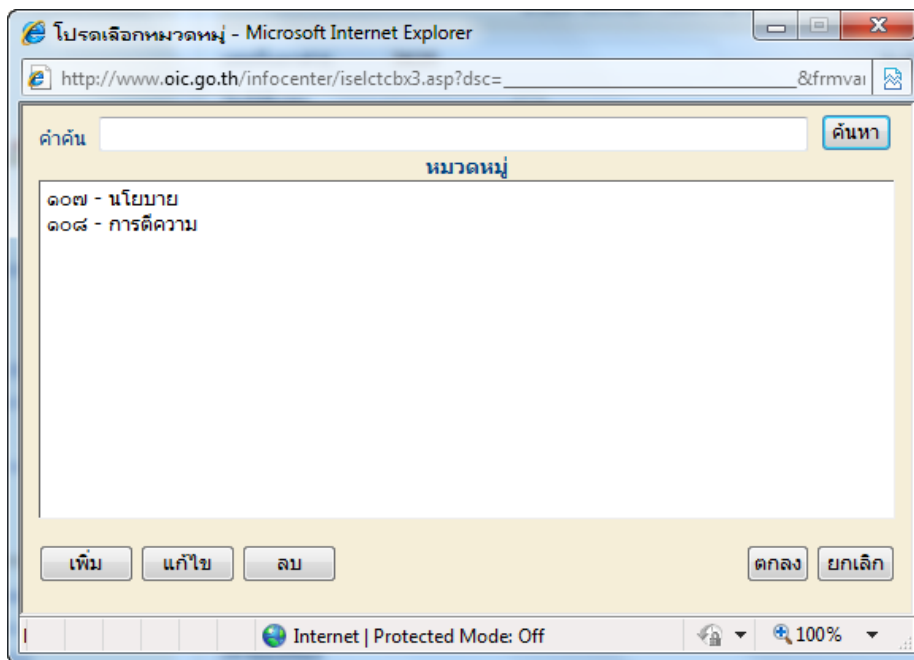 โปรดเลือกหมวดหมู่ - Microsoft Internet Explorer
http://www.oic.go.th/infocenter/iselctcbx3.asp?dsc=______________________________&frmvar
คำค้น ค้นหา
หมวดหมู่
๑๐๗ - นโยบาย
๑๐๘ - การตีความ
เพิ่ม แก้ไข ลบ ตกลง ยกเลิก
Internet | Protected Mode: Off 100%